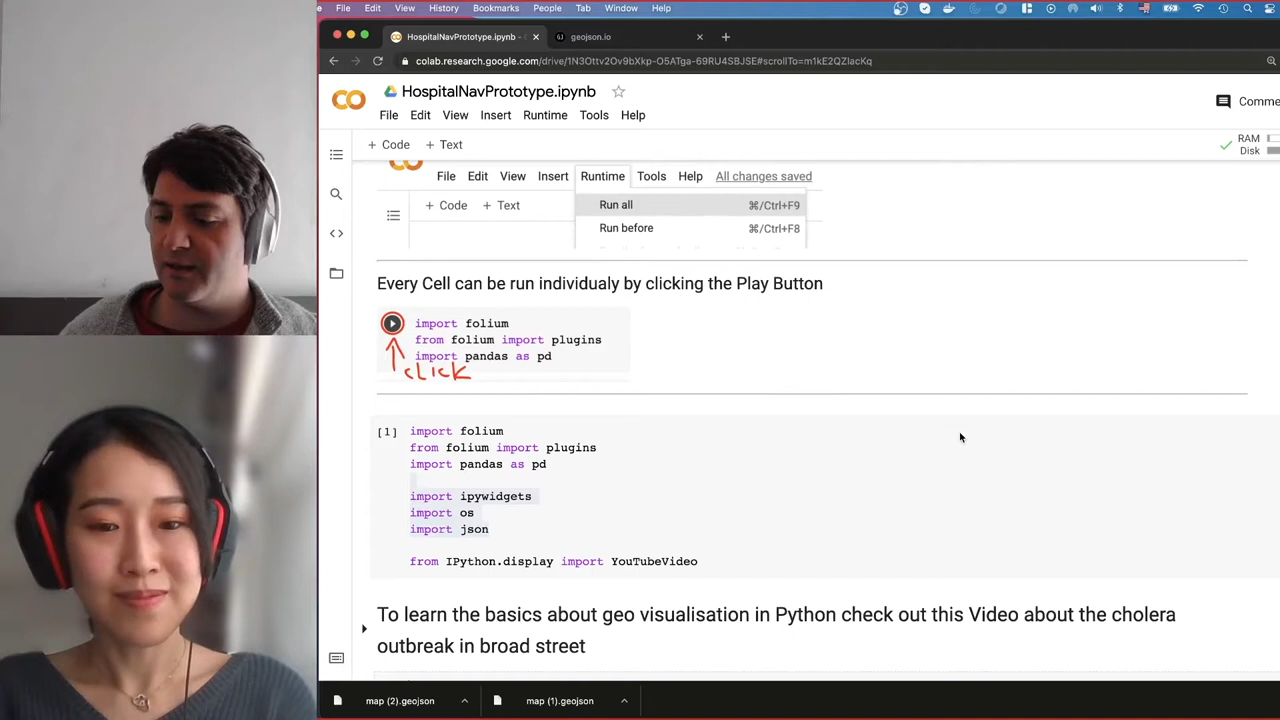 File Edit View History Bookmarks People Tab Window Help
HospitalNavPrototype.ipynb - C
geojson.io
colab.research.google.com/drive/1N3Ottv2Ov9bXkp-O5ATga-69RU4SBJSE#scrollTo=m1kE2QZlacKq
HospitalNavPrototype.ipynb
Comme
File Edit View Insert Runtime Tools Help
+ Code + Text
RAM
Disk
File Edit View Insert Runtime Tools Help All changes saved
+ Code + Text
Run all ⌘/Ctrl+F9
Run before ⌘/Ctrl+F8
Every Cell can be run individualy by clicking the Play Button
import folium
from folium import plugins
import pandas as pd
click
[1] import folium
from folium import plugins
import pandas as pd
import ipywidgets
import os
import json
from IPython.display import YouTubeVideo
To learn the basics about geo visualisation in Python check out this Video about the cholera
outbreak in broad street
map (2).geojson
map (1).geojson